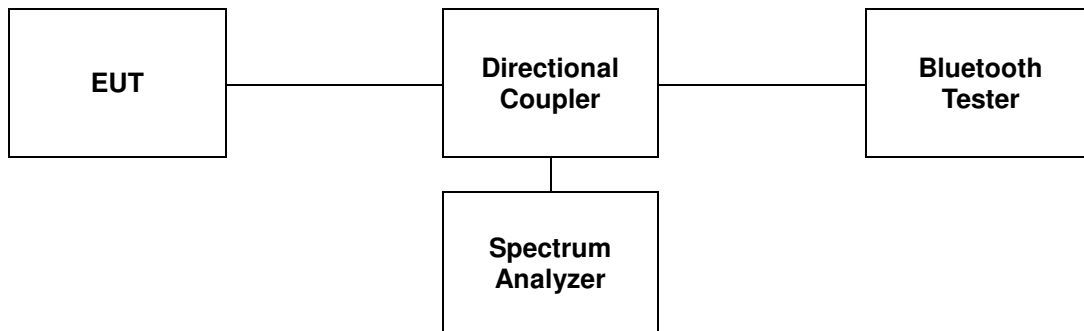 EUT
Directional
Coupler
Bluetooth
Tester
Spectrum
Analyzer